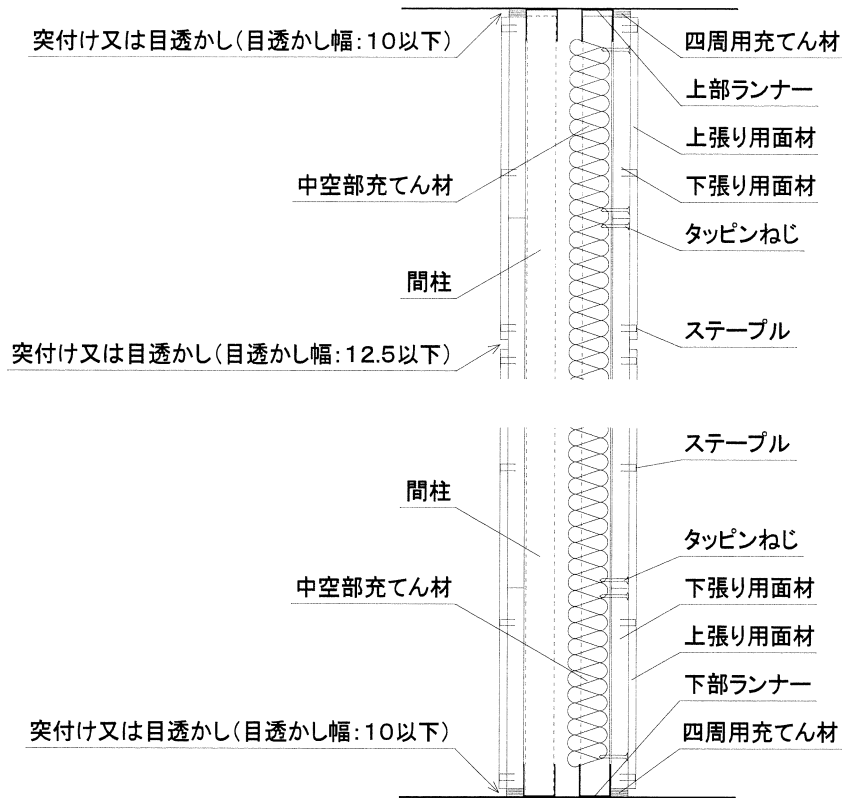 突付け又は目透かし(目透かし幅:10以下)
四周用充てん材
上部ランナー
上張り用面材
中空部充てん材
下張り用面材
タッピンねじ
間柱
ステープル
突付け又は目透かし(目透かし幅:12.5以下)
ステープル
間柱
タッピンねじ
中空部充てん材
下張り用面材
上張り用面材
下部ランナー
突付け又は目透かし(目透かし幅:10以下)
四周用充てん材